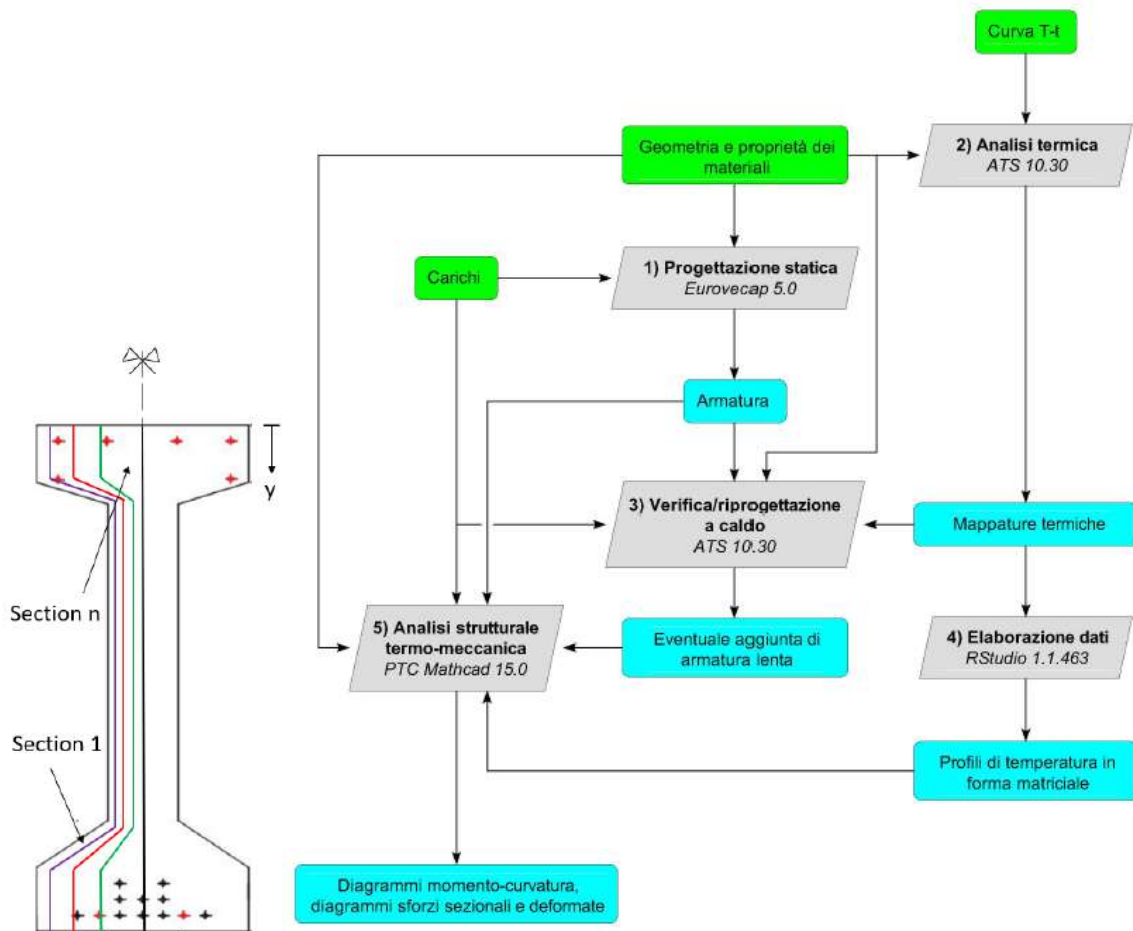 Curva T-t
Geometria e proprietà dei
materiali
2) Analisi termica
ATS 10.30
Carichi
1) Progettazione statica
Eurovecap 5.0
Armatura
y
3) Verifica/riprogettazione
a caldo
ATS 10.30
Mappature termiche
Section n
5) Analisi strutturale
termo-meccanica
PTC Mathcad 15.0
Eventuale aggiunta di
armatura lenta
4) Elaborazione dati
RStudio 1.1.463
Section 1
Profili di temperatura in
forma matriciale
Diagrammi momento-curvatura,
diagrammi sforzi sezionali e deformate